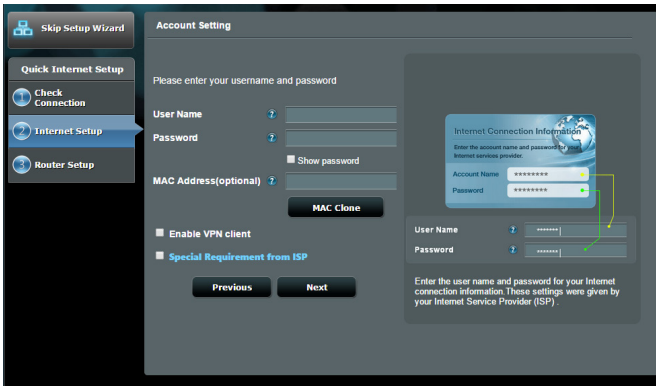 Skip Setup Wizard
Quick Internet Setup
1 Check
Connection
2 Internet Setup
3 Router Setup
Account Setting
Please enter your username and password
User Name ?
Password ?
Show password
MAC Address(optional) ?
MAC Clone
Enable VPN client
Special Requirement from ISP
Previous Next
Internet Connection Information
Enter the account name and password for your
Internet services provider.
Account Name ********
Password ********
User Name ? *******|
Password ? ******|
Enter the user name and password for your Internet
connection information.These settings were given by
your Internet Service Provider (ISP) .